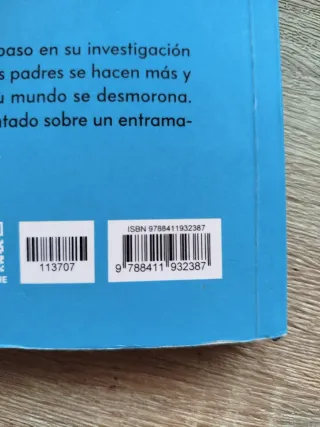 paso en su investigación
s padres se hacen más y
u mundo se desmorona.
ntado sobre un entrama-
ISBN 9788411932387
113707
9 788411 932387